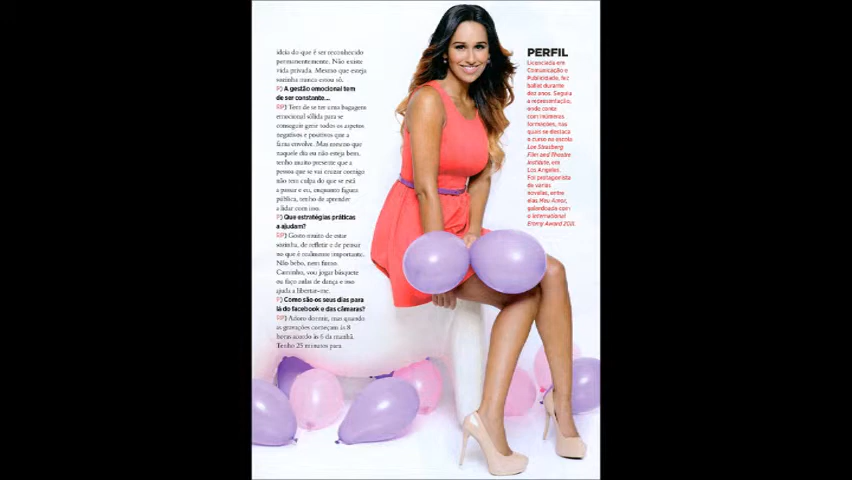 ideia do que é ser reconhecido
permanentemente. Não existe
vida privada. Mesmo que esteja
sozinha nunca estou só.
P) A gestão emocional tem
de ser constante...
RP) Tem de se ter uma bagagem
emocional sólida para se
conseguir gerir todos os aspetos
negativos e positivos que a
fama envolve. Mas mesmo que
naquele dia eu não esteja bem,
tenho muito presente que a
pessoa que se vai cruzar comigo
não tem culpa do que se está
a passar e eu, enquanto figura
pública, tenho de aprender
a lidar com isso.
P) Que estratégias práticas
a ajudam?
RP) Gosto muito de estar
sozinha, de refletir e de pensar
no que é realmente importante.
Não bebo, nem fumo.
Caminho, vou jogar básquete
ou faço aulas de dança e isso
ajuda a libertar-me.
P) Como são os seus dias para
lá do facebook e das câmaras?
RP) Adoro dormir, mas quando
as gravações começam às 8
horas acordo às 6 da manhã.
Tenho 25 minutos para
PERFIL
Licenciada em
Comunicação e
Publicidade, fez
ballet durante
dez anos. Seguiu
a representação,
onde conta
com inúmeras
formações, nas
quais se destaca
o curso na escola
Lee Strasberg
Film and Theatre
Institute, em
Los Angeles.
Foi protagonista
de várias
novelas, entre
elas Meu Amor,
galardoada com
o International
Emmy Award 2010.